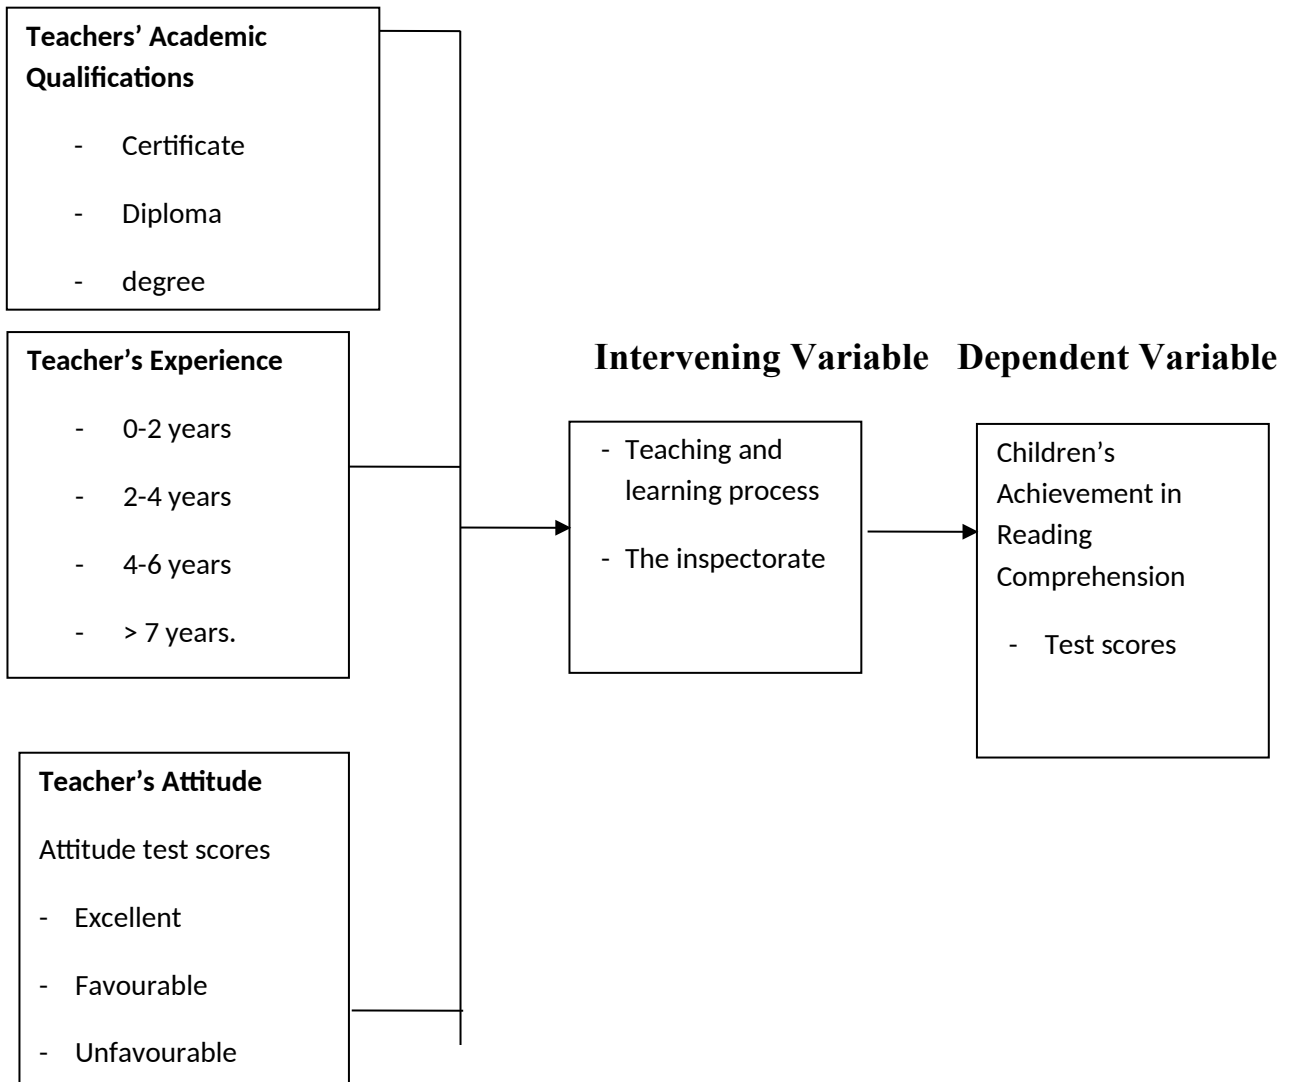 Teachers’ Academic
Qualifications
- Certificate
- Diploma
- degree
Teacher’s Experience
- 0-2 years
- 2-4 years
- 4-6 years
- > 7 years.
Teacher’s Attitude
Attitude test scores
- Excellent
- Favourable
- Unfavourable
Intervening Variable
- Teaching and
learning process
- The inspectorate
Dependent Variable
Children’s
Achievement in
Reading
Comprehension
- Test scores